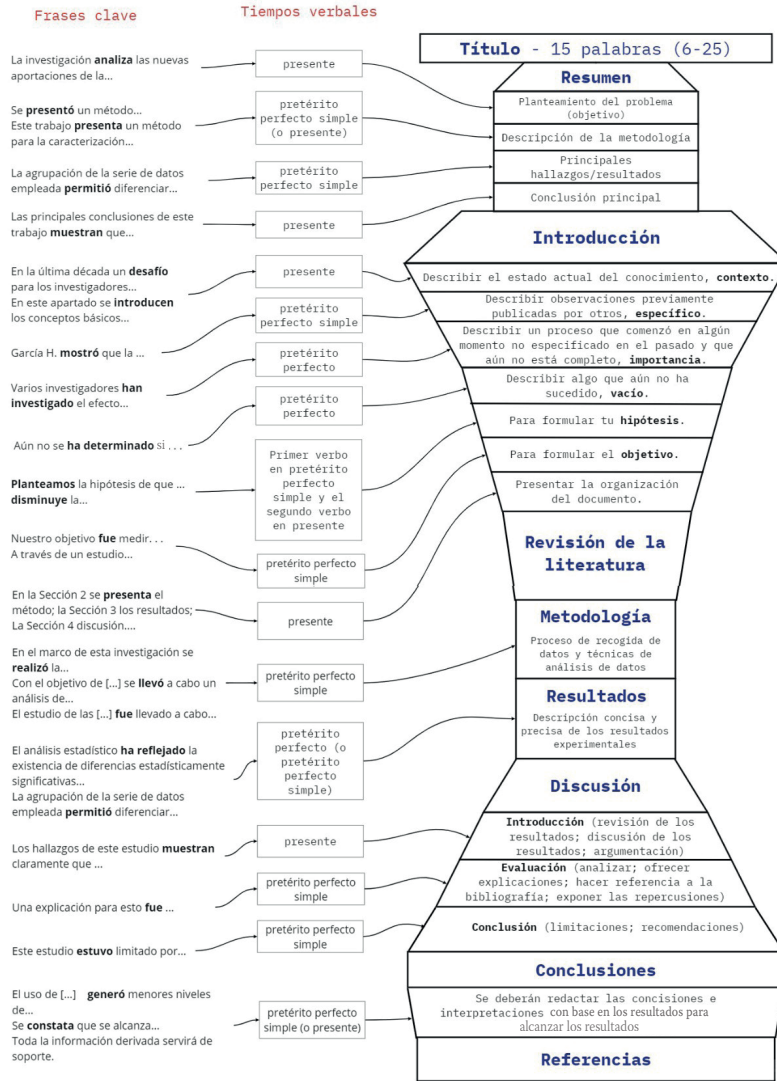 Frases clave
Tiempos verbales
Título - 15 palabras (6-25)
Resumen
La investigación analiza las nuevas
aportaciones de la...
presente
Planteamiento del problema
(objetivo)
Se presentó un método...
Este trabajo presenta un método
para la caracterización...
pretérito
perfecto simple
(o presente)
Descripción de la metodología
La agrupación de la serie de datos
empleada permitió diferenciar...
pretérito
perfecto simple
Principales
hallazgos/resultados
Las principales conclusiones de este
trabajo muestran que...
presente
Conclusión principal
Introducción
En la última década un desafío
para los investigadores...
En este apartado se introducen
los conceptos básicos...
presente
Describir el estado actual del conocimiento, contexto.
García H. mostró que la ...
pretérito
perfecto simple
Describir observaciones previamente
publicadas por otros, específico.
Varios investigadores han
investigado el efecto...
pretérito
perfecto
Describir un proceso que comenzó en algún
momento no especificado en el pasado y que
aún no está completo, importancia.
Aún no se ha determinado si ...
pretérito
perfecto
Describir algo que aún no ha
sucedido, vacío.
Planteamos la hipótesis de que ...
disminuye la...
Primer verbo
en pretérito
perfecto
simple y el
segundo verbo
en presente
Para formular tu hipótesis.
Nuestro objetivo fue medir...
A través de un estudio...
pretérito perfecto
simple
Para formular el objetivo.
En la Sección 2 se presenta el
método; la Sección 3 los resultados;
La Sección 4 discusión....
presente
Presentar la organización
del documento.
Revisión de la
literatura
Metodología
En el marco de esta investigación se
realizó la...
Con el objetivo de [...] se llevó a cabo un
análisis de...
El estudio de las [...] fue llevado a cabo...
pretérito perfecto
simple
Proceso de recogida de
datos y técnicas de
análisis de datos
Resultados
El análisis estadístico ha reflejado la
existencia de diferencias estadísticamente
significativas...
La agrupación de la serie de datos
empleada permitió diferenciar...
pretérito
perfecto (o
pretérito
perfecto
simple)
Descripción concisa y
precisa de los resultados
experimentales
Discusión
Los hallazgos de este estudio muestran
claramente que ...
presente
Introducción (revisión de los
resultados; discusión de los
resultados; argumentación)
Una explicación para esto fue ...
pretérito perfecto
simple
Evaluación (analizar; ofrecer
explicaciones; hacer referencia a la
bibliografía; exponer las repercusiones)
Este estudio estuvo limitado por...
pretérito perfecto
simple
Conclusión (limitaciones; recomendaciones)
Conclusiones
El uso de [...] generó menores niveles
de...
Se constata que se alcanza...
Toda la información derivada servirá de
soporte.
pretérito perfecto
simple (o presente)
Se deberán redactar las concisiones e
interpretaciones con base en los resultados para
alcanzar los resultados
Referencias